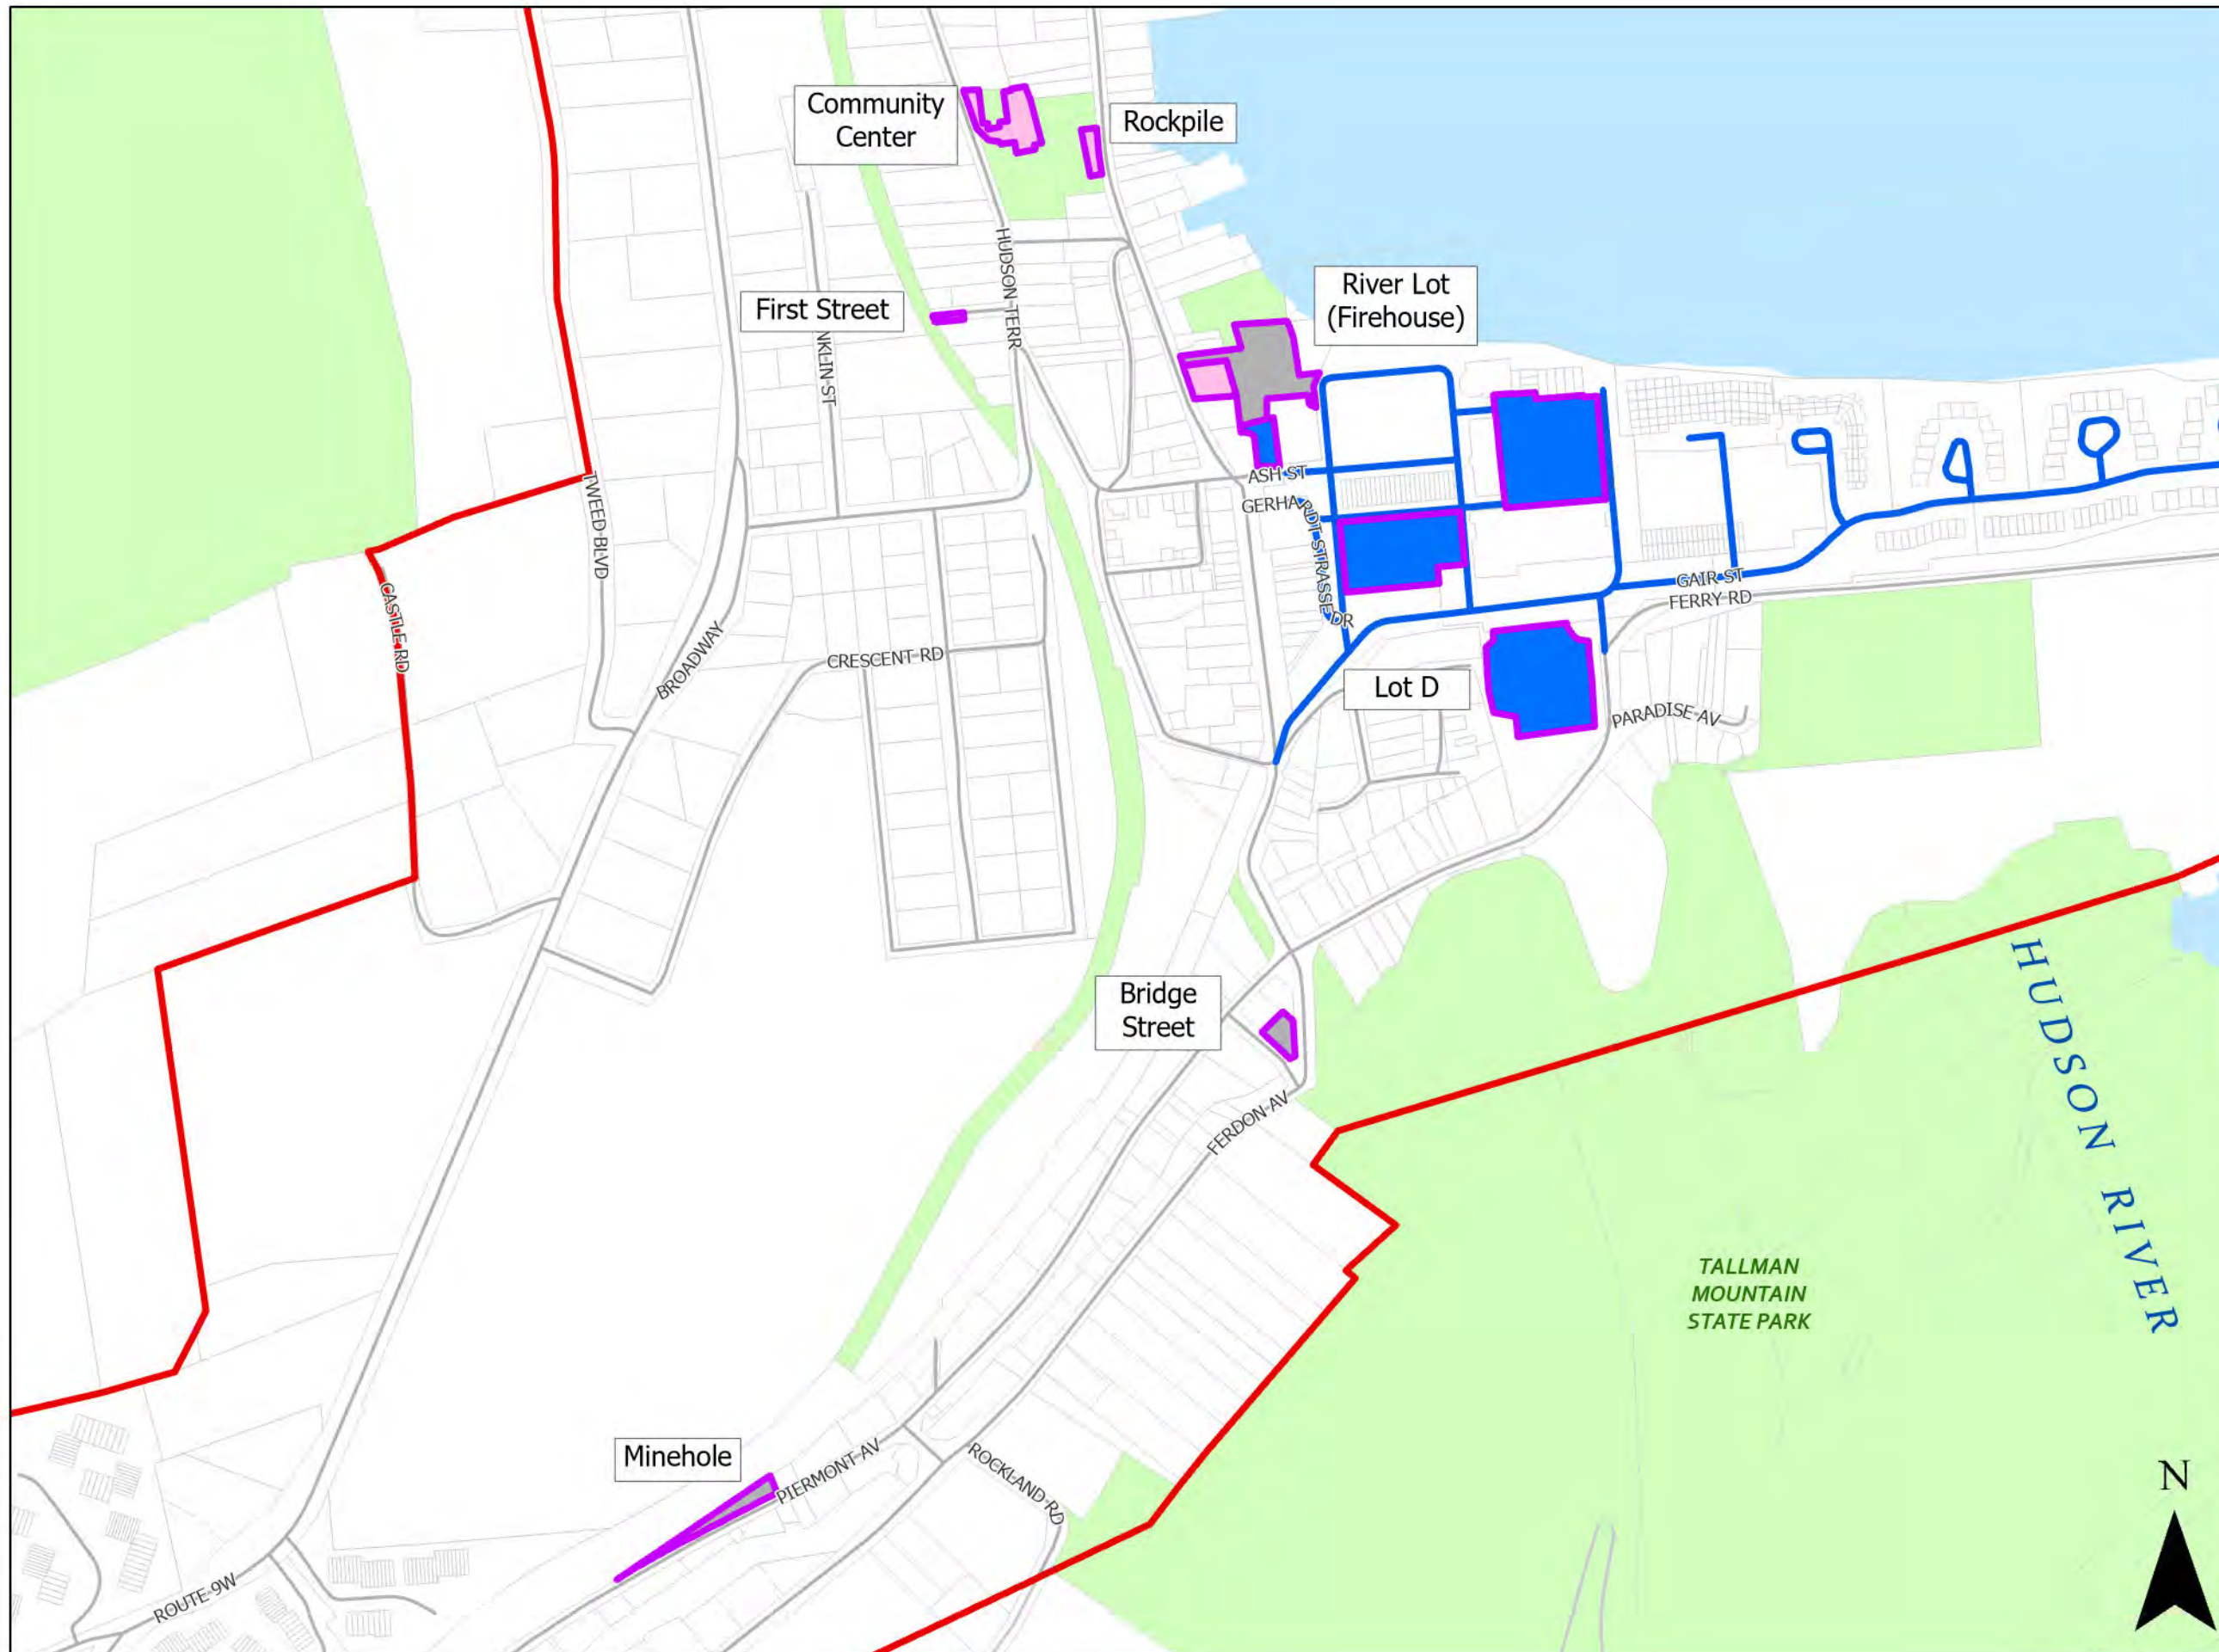 Community
Center
Rockpile
HUDSON TERR
River Lot
(Firehouse)
First Street
NKLIN ST
ASH ST
GERHARDT STRASSE DR
TWEED BLVD
GAIR ST
FERRY RD
CASTLE RD
CRESCENT RD
BROADWAY
Lot D
PARADISE AV
HUDSON RIVER
Bridge
Street
FERDON AV
TALLMAN
MOUNTAIN
STATE PARK
Minehole
PIERMONT AV
ROCKLAND RD
N
ROUTE 9W